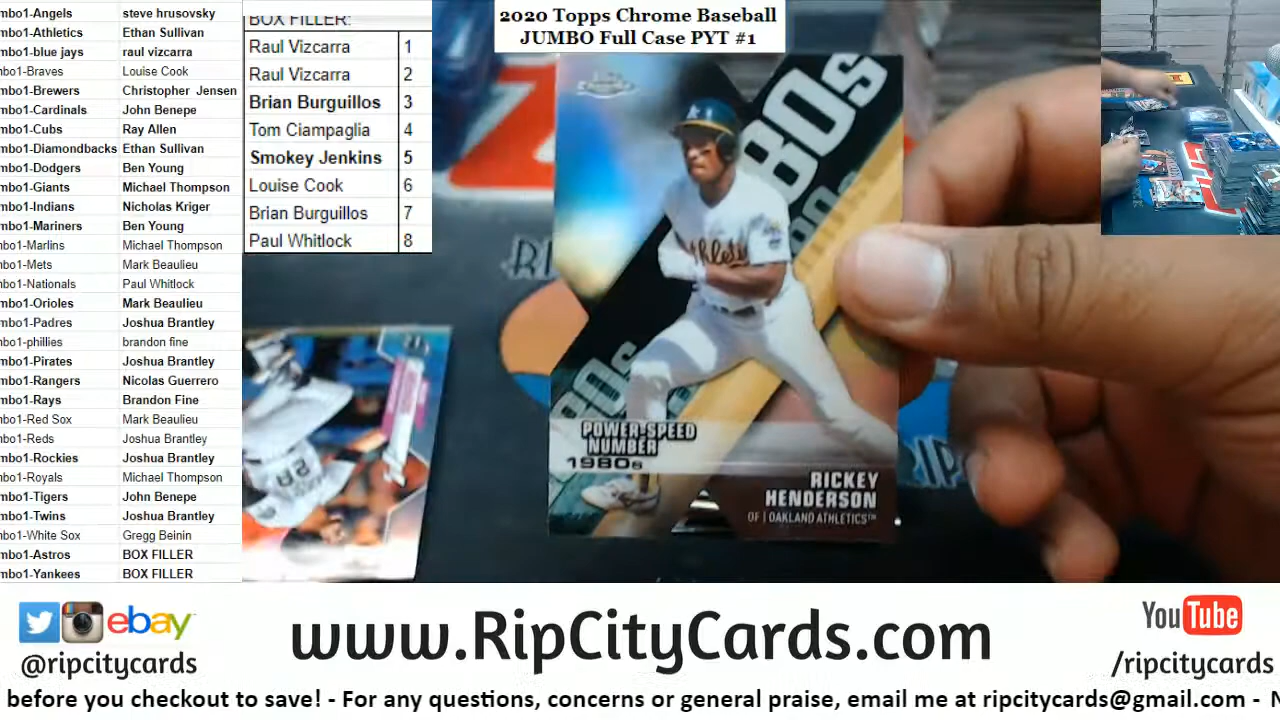 mbo1-Angels steve hrusovsky
mbo1-Athletics Ethan Sullivan
mbo1-blue jays raul vizcarra
mbo1-Braves Louise Cook
mbo1-Brewers Christopher Jensen
mbo1-Cardinals John Benepe
mbo1-Cubs Ray Allen
mbo1-Diamondbacks Ethan Sullivan
mbo1-Dodgers Ben Young
mbo1-Giants Michael Thompson
mbo1-Indians Nicholas Kriger
mbo1-Mariners Ben Young
mbo1-Marlins Michael Thompson
mbo1-Mets Mark Beaulieu
mbo1-Nationals Paul Whitlock
mbo1-Orioles Mark Beaulieu
mbo1-Padres Joshua Brantley
mbo1-phillies brandon fine
mbo1-Pirates Joshua Brantley
mbo1-Rangers Nicolas Guerrero
mbo1-Rays Brandon Fine
mbo1-Red Sox Mark Beaulieu
mbo1-Reds Joshua Brantley
mbo1-Rockies Joshua Brantley
mbo1-Royals Michael Thompson
mbo1-Tigers John Benepe
mbo1-Twins Joshua Brantley
mbo1-White Sox Gregg Beinin
mbo1-Astros BOX FILLER
mbo1-Yankees BOX FILLER
BOX FILLER:
Raul Vizcarra 1
Raul Vizcarra 2
Brian Burguillos 3
Tom Ciampaglia 4
Smokey Jenkins 5
Louise Cook 6
Brian Burguillos 7
Paul Whitlock 8
2020 Topps Chrome Baseball
JUMBO Full Case PYT #1
80s
80s
POWER-SPEED
NUMBER
1980s
RICKEY
HENDERSON
OF | OAKLAND ATHLETICS™
ebay
@ripcitycards
www.RipCityCards.com
YouTube
/ripcitycards
before you checkout to save! - For any questions, concerns or general praise, email me at ripcitycards@gmail.com - N